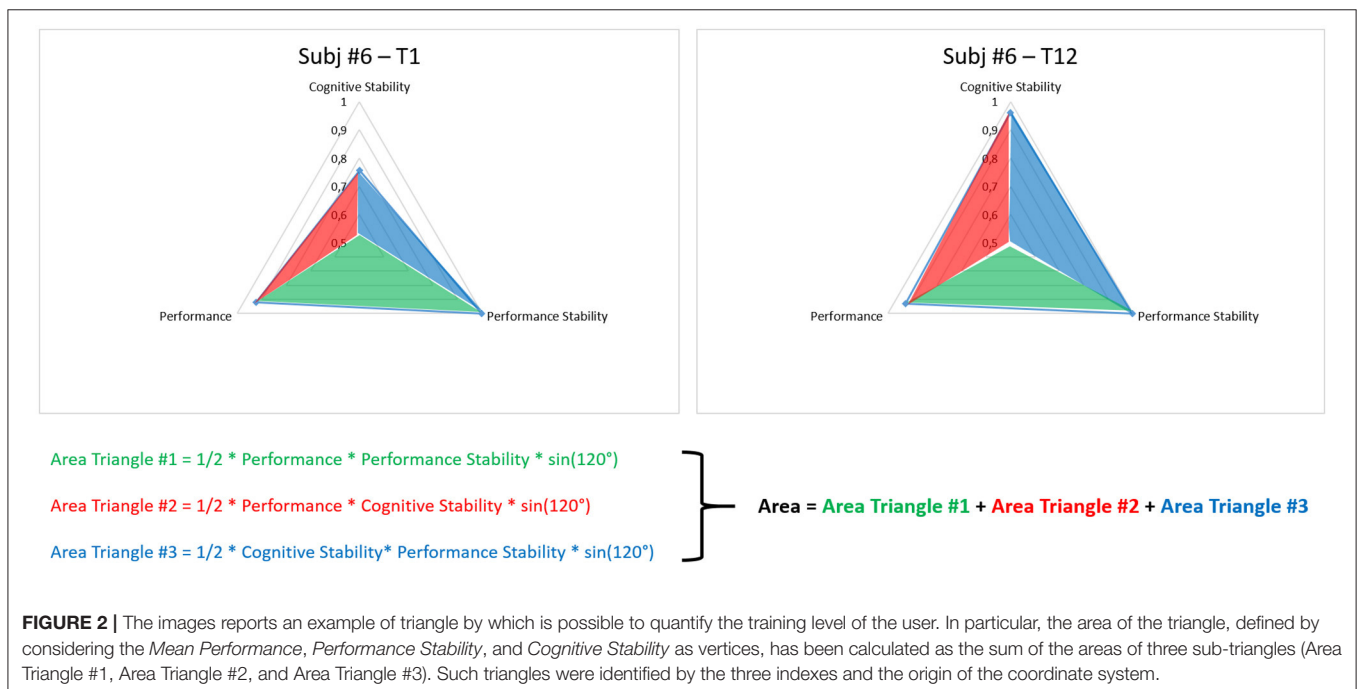 Subj #6 – T1
Cognitive Stability
1
0,9
0,8
0,7
0,6
0,5
Performance
Performance Stability
Subj #6 – T12
Cognitive Stability
1
0,9
0,8
0,7
0,6
0,5
Performance
Performance Stability
Area Triangle #1 = 1/2 * Performance * Performance Stability * sin(120°)
Area Triangle #2 = 1/2 * Performance * Cognitive Stability * sin(120°)
Area Triangle #3 = 1/2 * Cognitive Stability* Performance Stability * sin(120°)
Area = Area Triangle #1 + Area Triangle #2 + Area Triangle #3
FIGURE 2 | The images reports an example of triangle by which is possible to quantify the training level of the user. In particular, the area of the triangle, defined by
considering the Mean Performance, Performance Stability, and Cognitive Stability as vertices, has been calculated as the sum of the areas of three sub-triangles (Area
Triangle #1, Area Triangle #2, and Area Triangle #3). Such triangles were identified by the three indexes and the origin of the coordinate system.